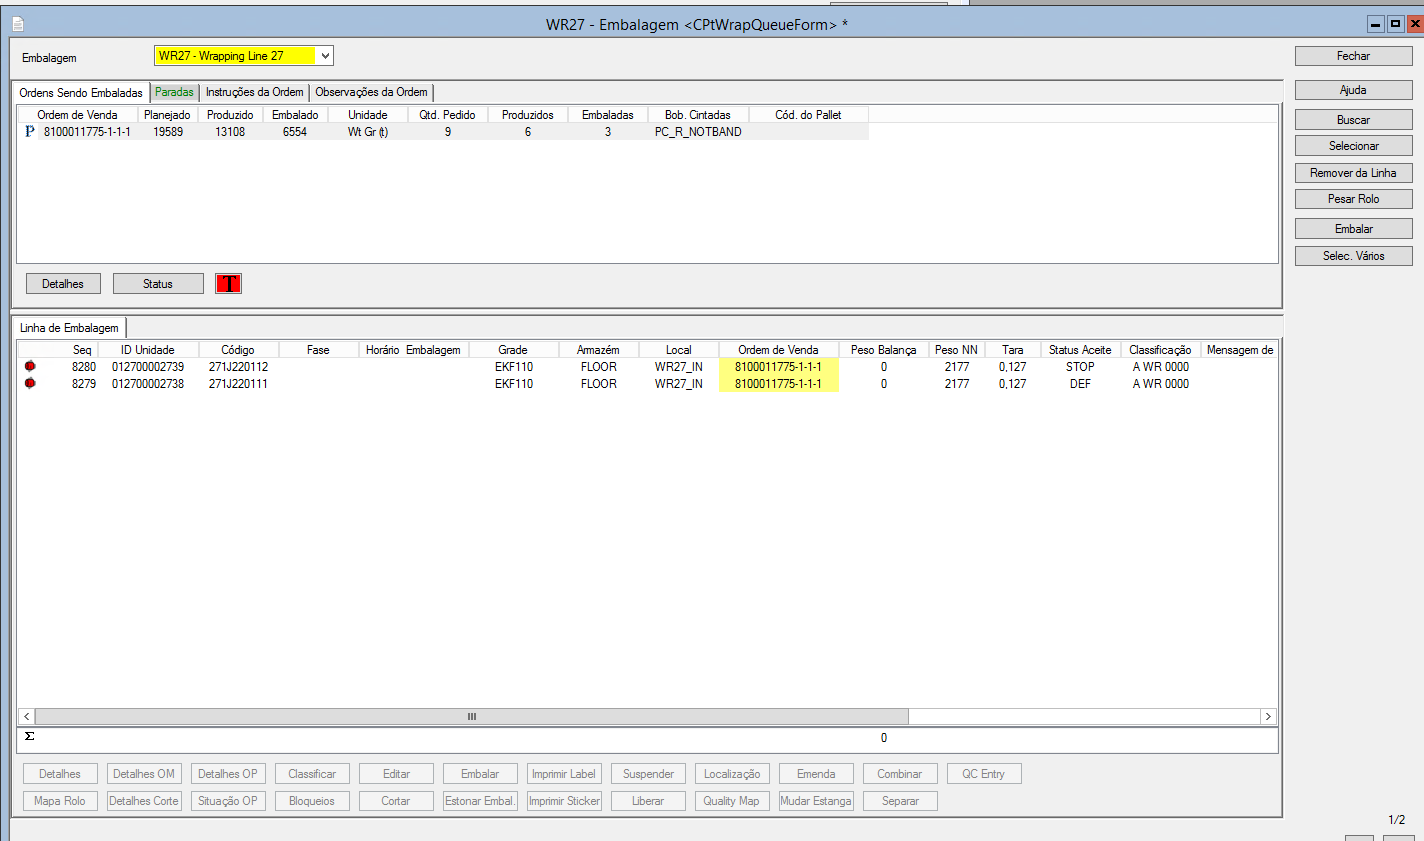 WR27 - Embalagem <CPtWrapQueueForm> *
Embalagem WR27 - Wrapping Line 27
Fechar
Ajuda
Buscar
Selecionar
Remover da Linha
Pesar Rolo
Embalar
Selec. Vários
Ordens Sendo Embaladas Paradas Instruções da Ordem Observações da Ordem
Ordem de Venda Planejado Produzido Embalado Unidade Qtd. Pedido Produzidos Embaladas Bob. Cintadas Cód. do Pallet
P 8100011775-1-1-1 19589 13108 6554 Wt Gr (t) 9 6 3 PC_R_NOTBAND
Detalhes Status T
Linha de Embalagem
Seq ID Unidade Código Fase Horário Embalagem Grade Armazém Local Ordem de Venda Peso Balança Peso NN Tara Status Aceite Classificação Mensagem de
8280 012700002739 271J220112 EKF110 FLOOR WR27_IN 8100011775-1-1-1 0 2177 0,127 STOP A WR 0000
8279 012700002738 271J220111 EKF110 FLOOR WR27_IN 8100011775-1-1-1 0 2177 0,127 DEF A WR 0000
Σ 0
Detalhes Detalhes OM Detalhes OP Classificar Editar Embalar Imprimir Label Suspender Localização Emenda Combinar QC Entry
Mapa Rolo Detalhes Corte Situação OP Bloqueios Cortar Estonar Embal. Imprimir Sticker Liberar Quality Map Mudar Estanga Separar
1/2